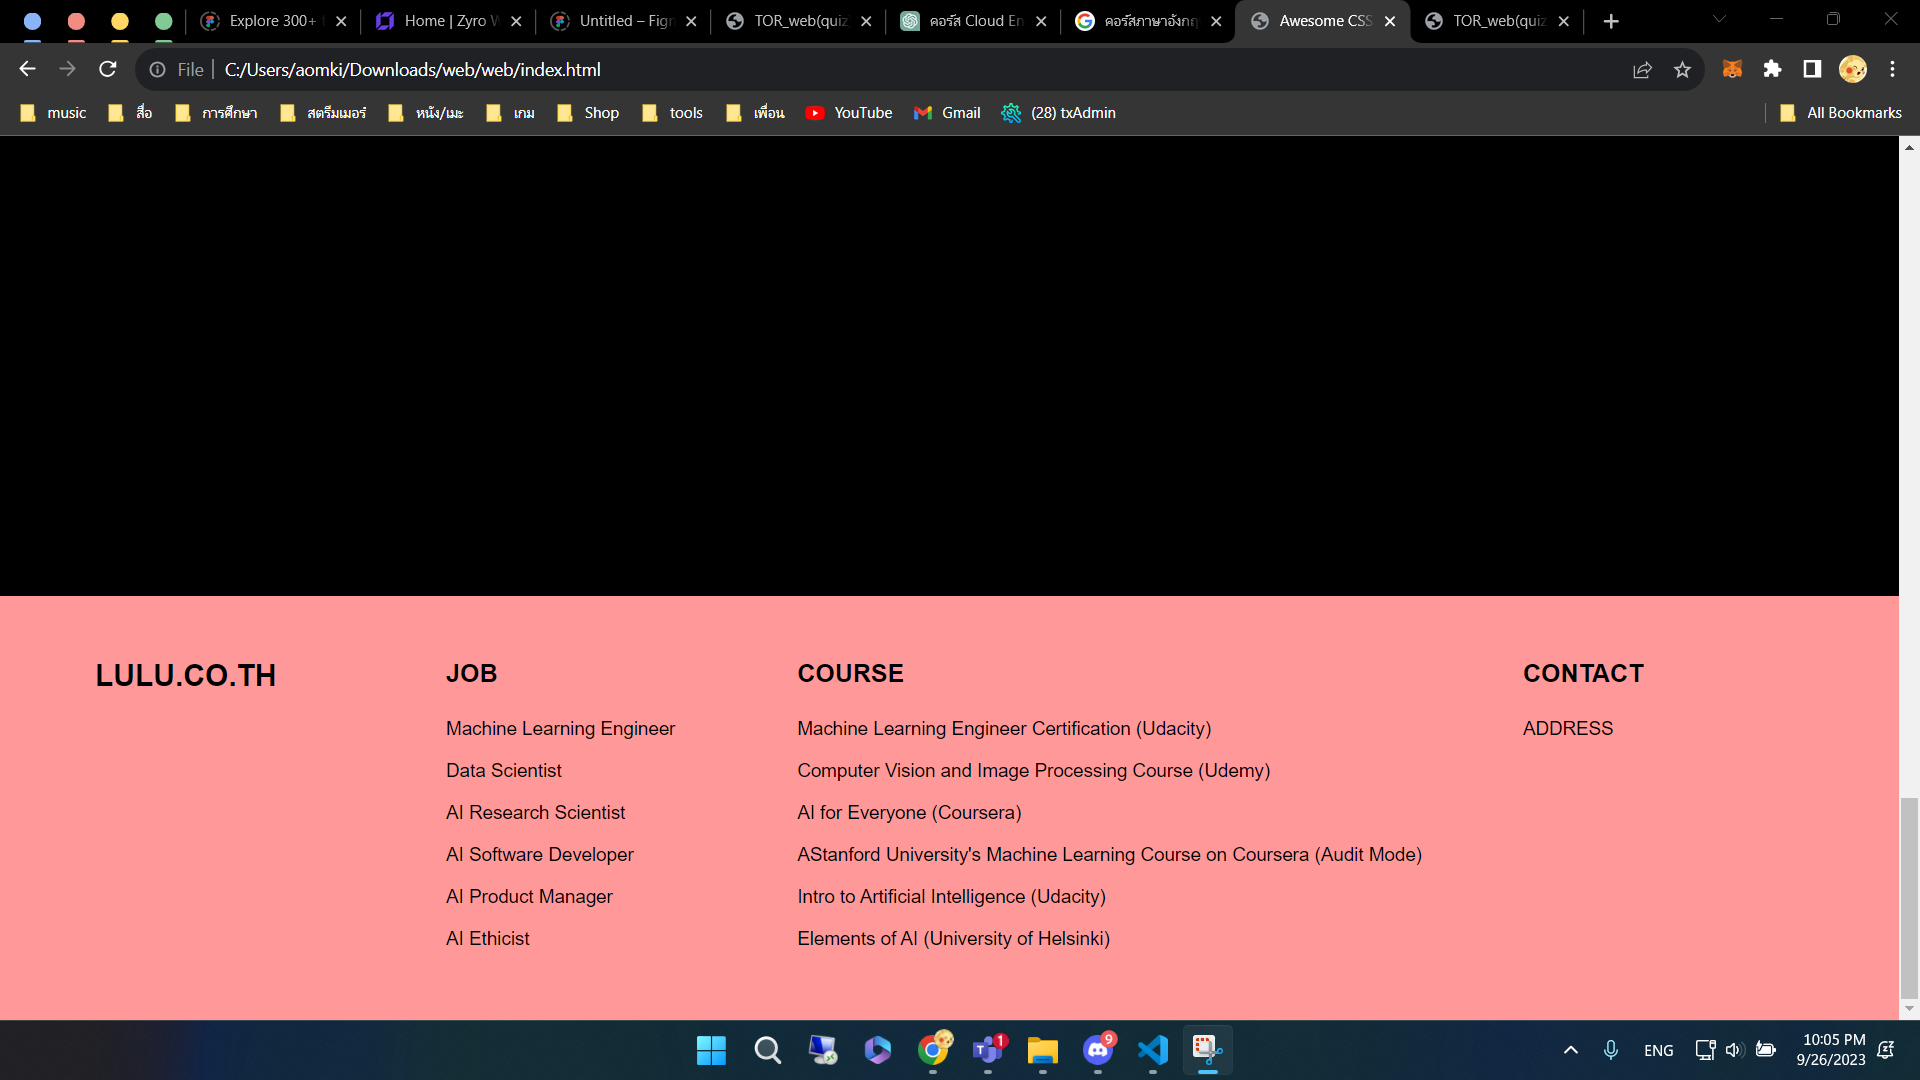 Explore 300+
Home | Zyro W
Untitled – Figm
TOR_web(quiz
คอร์ส Cloud En
คอร์สภาษาอังกฤ
Awesome CSS
TOR_web(quiz
File
C:/Users/aomki/Downloads/web/web/index.html
music
สื่อ
การศึกษา
สตรีมเมอร์
หนัง/เมะ
เกม
Shop
tools
เพื่อน
YouTube
Gmail
(28) txAdmin
All Bookmarks
LULU.CO.TH
JOB
Machine Learning Engineer
Data Scientist
AI Research Scientist
AI Software Developer
AI Product Manager
AI Ethicist
COURSE
Machine Learning Engineer Certification (Udacity)
Computer Vision and Image Processing Course (Udemy)
AI for Everyone (Coursera)
AStanford University's Machine Learning Course on Coursera (Audit Mode)
Intro to Artificial Intelligence (Udacity)
Elements of AI (University of Helsinki)
CONTACT
ADDRESS
1
9
ENG
10:05 PM
9/26/2023